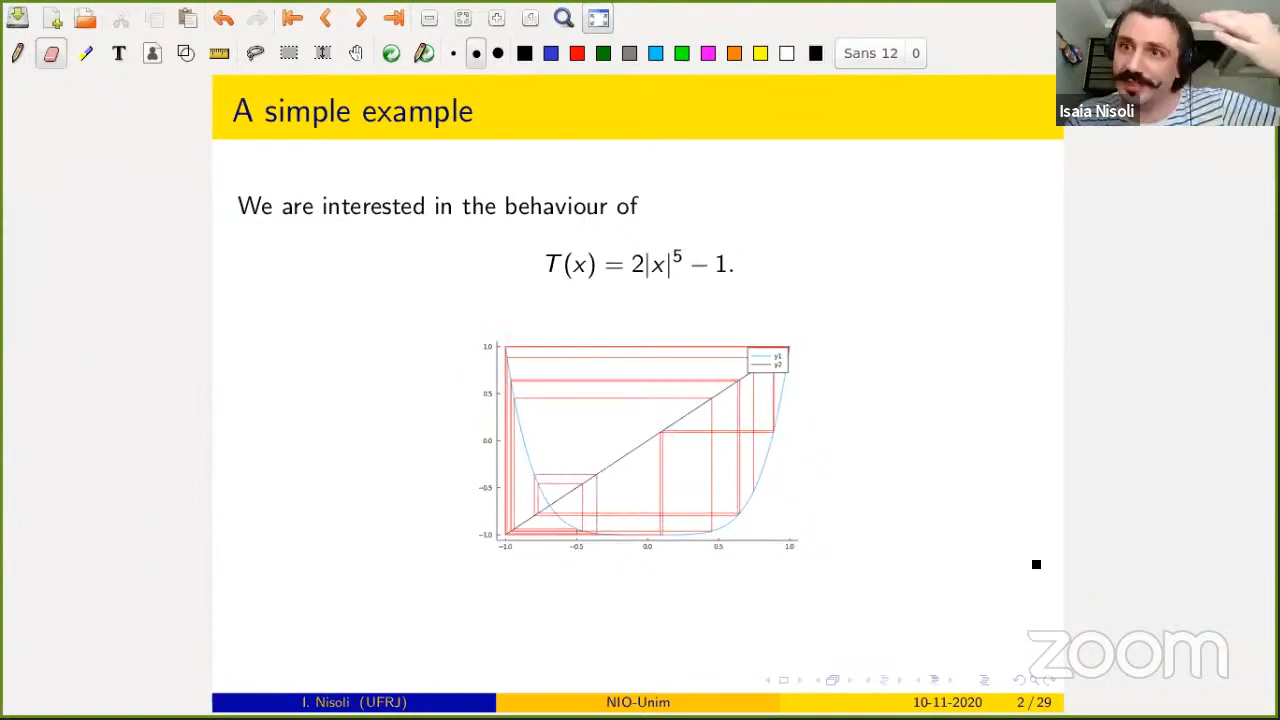 Sans 12 0
Isaia Nisoli
A simple example
We are interested in the behaviour of
T(x) = 2|x|⁵ − 1.
1.0
0.5
0.0
−0.5
−1.0
−1.0 −0.5 0.0 0.5 1.0
y1
y2
zoom
I. Nisoli (UFRJ) NIO-Unim 10-11-2020 2 / 29